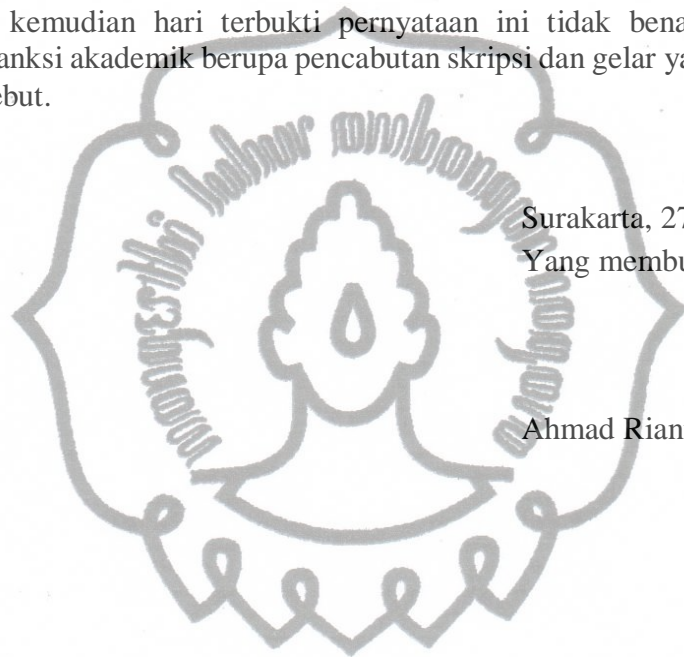 kemudian hari terbukti pernyataan ini tidak bena
anksi akademik berupa pencabutan skripsi dan gelar ya
ebut.
Surakarta, 27
Yang membu
Ahmad Rian